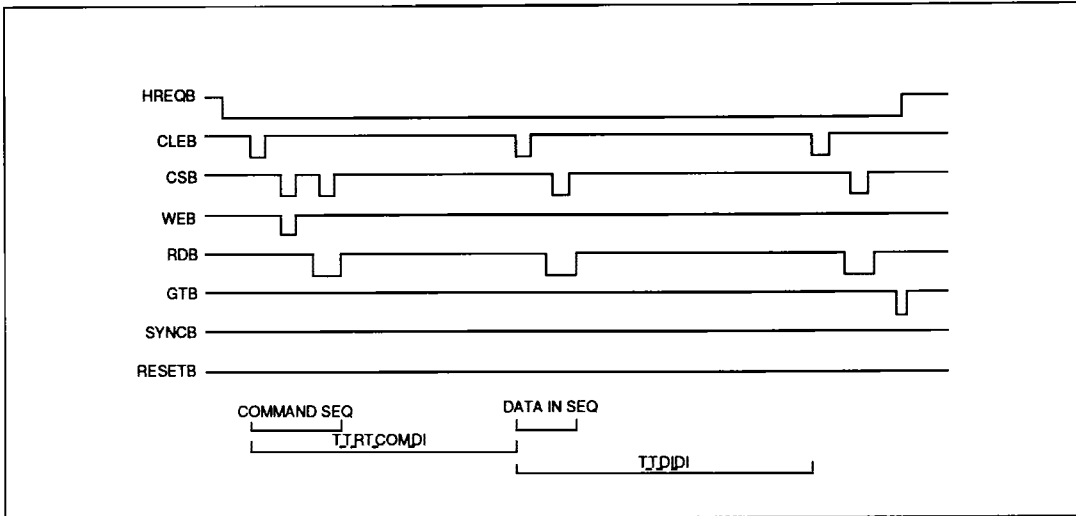 HREQB
CLEB
CSB
WEB
RDB
GTB
SYNCB
RESETB
COMMAND SEQ
DATA IN SEQ
T_T_RT_COM_DI
T_T_DI_DI